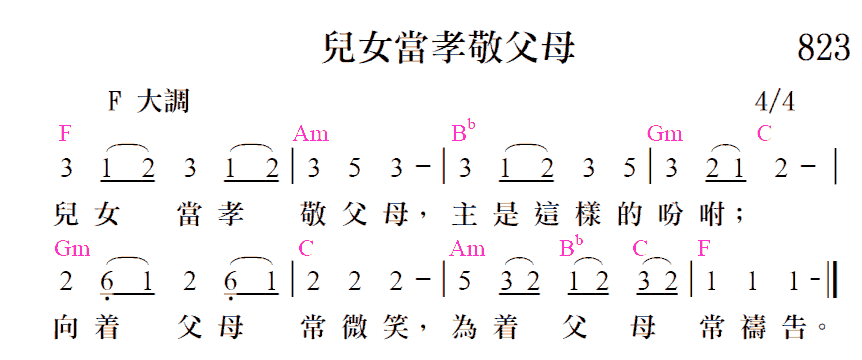 兒女當孝敬父母 823
F 大調 4/4
F Am Bb Gm C
3 1 2 3 1 2 | 3 5 3 – | 3 1 2 3 5 | 3 2 1 2 – |
兒女 當孝 敬父母，主是這樣的吩咐；
Gm C Am Bb C F
2 6̣ 1 2 6̣ 1 | 2 2 2 – | 5 3 2 1 2 3 2 | 1 1 1 - ‖
向着 父母 常微笑，為着 父 母 常禱告。